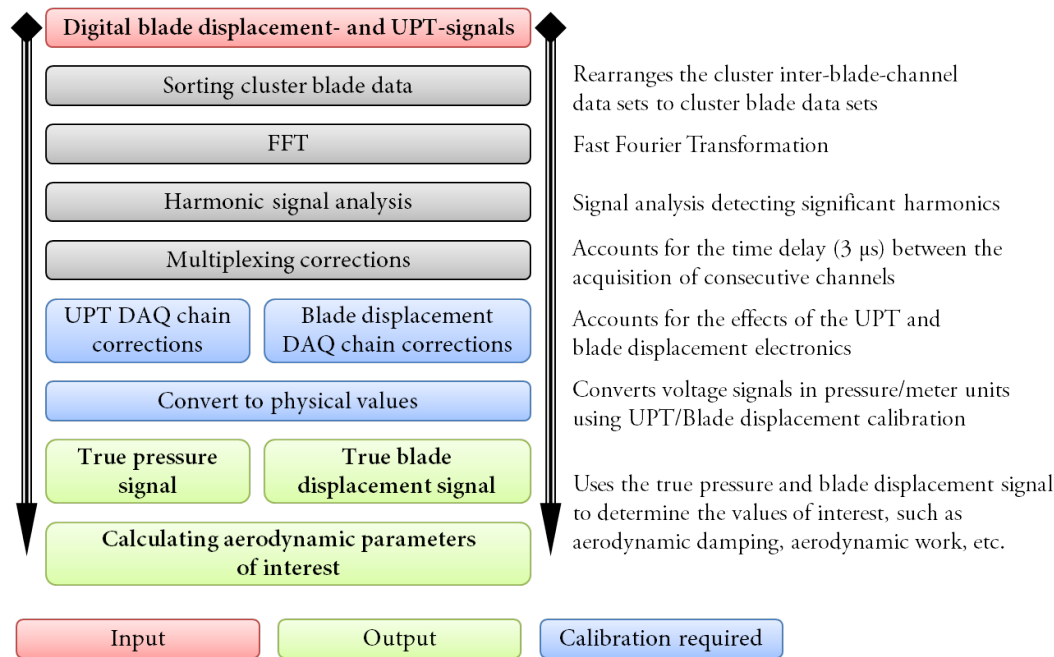 Digital blade displacement- and UPT-signals
Sorting cluster blade data
Rearranges the cluster inter-blade-channel
data sets to cluster blade data sets
FFT
Fast Fourier Transformation
Harmonic signal analysis
Signal analysis detecting significant harmonics
Multiplexing corrections
Accounts for the time delay (3 µs) between the
acquisition of consecutive channels
UPT DAQ chain
corrections
Blade displacement
DAQ chain corrections
Accounts for the effects of the UPT and
blade displacement electronics
Convert to physical values
Converts voltage signals in pressure/meter units
using UPT/Blade displacement calibration
True pressure
signal
True blade
displacement signal
Calculating aerodynamic parameters
of interest
Uses the true pressure and blade displacement signal
to determine the values of interest, such as
aerodynamic damping, aerodynamic work, etc.
Input
Output
Calibration required